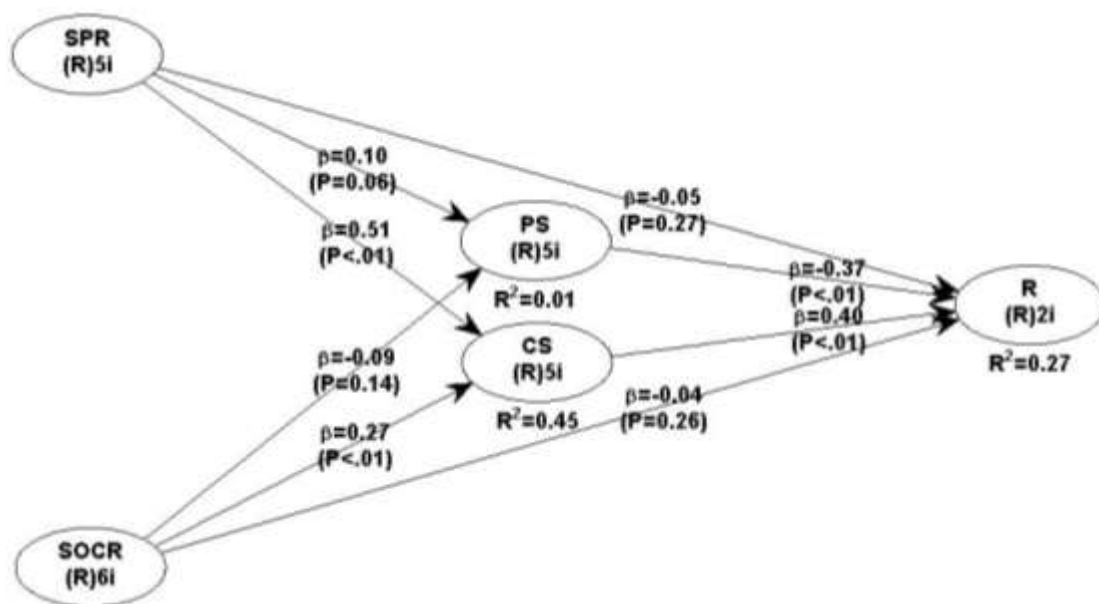 SPR
(R)5i
β=0.10
(P=0.06)
β=-0.05
(P=0.27)
β=0.51
(P<.01)
PS
(R)5i
R²=0.01
β=-0.37
(P<.01)
R
(R)2i
R²=0.27
β=0.40
(P<.01)
CS
(R)5i
R²=0.45
β=-0.09
(P=0.14)
β=-0.04
(P=0.26)
β=0.27
(P<.01)
SOCR
(R)6i